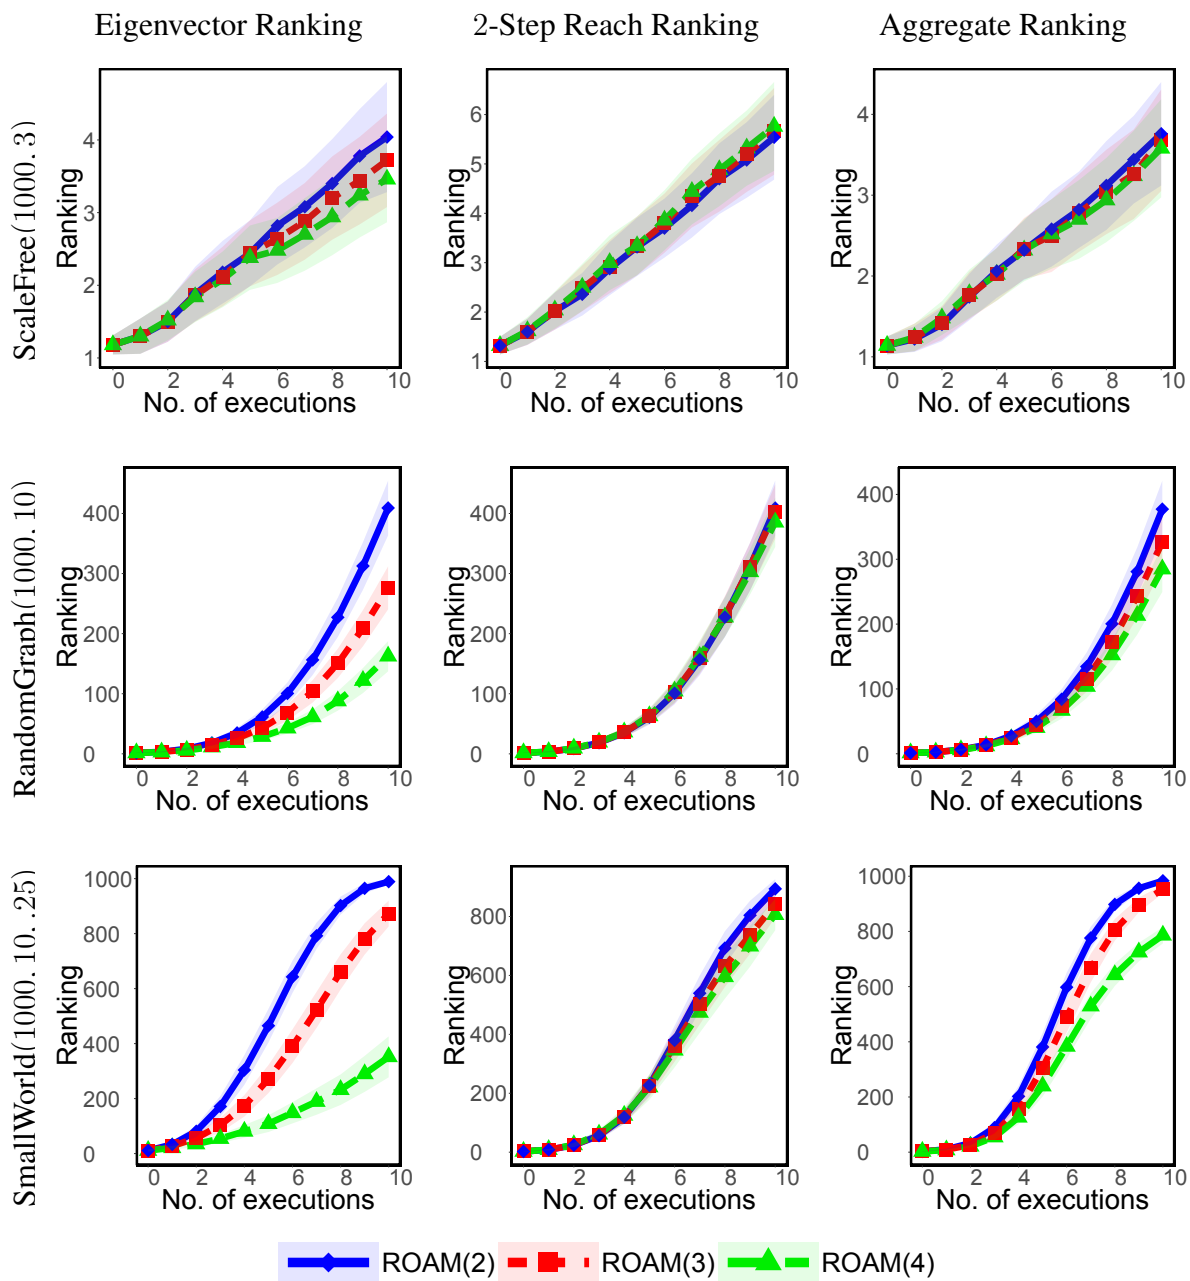 Eigenvector Ranking 2-Step Reach Ranking Aggregate Ranking
ScaleFree(1000, 3)
Ranking
4
3
2
1
0 2 4 6 8 10
No. of executions
Ranking
6
5
4
3
2
1
0 2 4 6 8 10
No. of executions
Ranking
4
3
2
1
0 2 4 6 8 10
No. of executions
RandomGraph(1000, 10)
Ranking
400
300
200
100
0
0 2 4 6 8 10
No. of executions
Ranking
400
300
200
100
0
0 2 4 6 8 10
No. of executions
Ranking
400
300
200
100
0
0 2 4 6 8 10
No. of executions
SmallWorld(1000, 10, .25)
Ranking
1000
800
600
400
200
0
0 2 4 6 8 10
No. of executions
Ranking
800
600
400
200
0
0 2 4 6 8 10
No. of executions
Ranking
1000
800
600
400
200
0
0 2 4 6 8 10
No. of executions
ROAM(2) ROAM(3) ROAM(4)